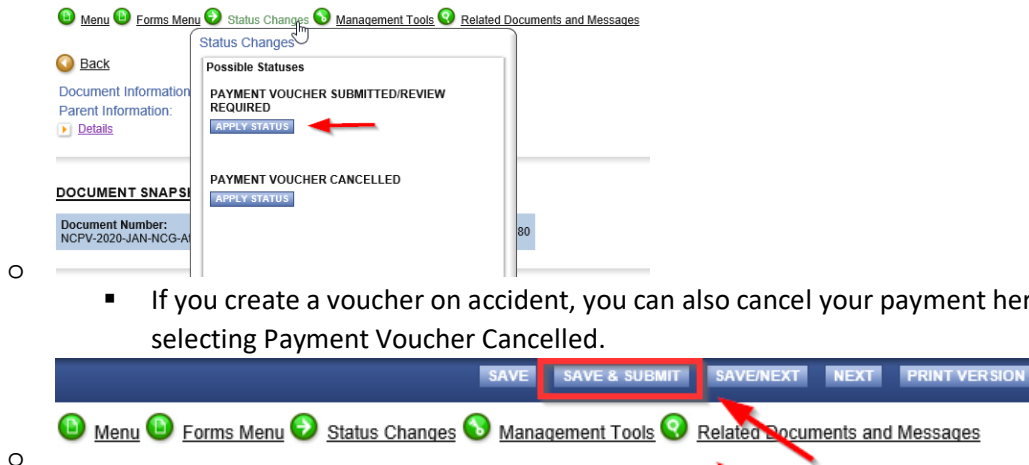 Menu Forms Menu Status Changes Management Tools Related Documents and Messages
Status Changes
Back
Possible Statuses
Document Information
PAYMENT VOUCHER SUBMITTED/REVIEW
REQUIRED
Parent Information:
Details
APPLY STATUS
PAYMENT VOUCHER CANCELLED
DOCUMENT
APPLY STATUS
Document Number:
NCPV-2020-JAN-NCG- 80
If you create a voucher on accident, you can also cancel your payment
selecting Payment Voucher Cancelled.
SAVE SAVE & SUBMIT SAVE/NEXT NEXT PRINT VERSION
Menu Forms Menu Status Changes Management Tools Related Documents and Messages